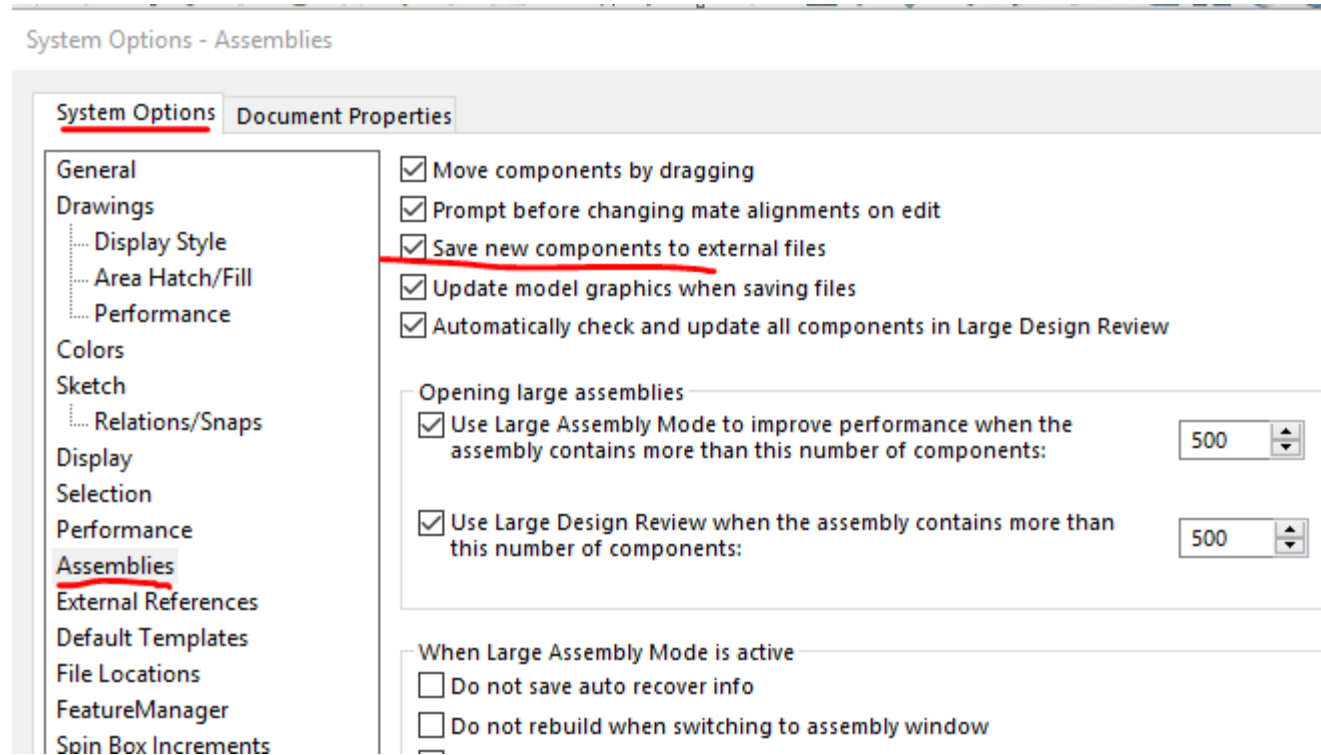 System Options - Assemblies
System Options
Document Properties
General
Drawings
Display Style
Area Hatch/Fill
Performance
Colors
Sketch
Relations/Snaps
Display
Selection
Performance
Assemblies
External References
Default Templates
File Locations
FeatureManager
Spin Box Increments
Move components by dragging
Prompt before changing mate alignments on edit
Save new components to external files
Update model graphics when saving files
Automatically check and update all components in Large Design Review
Opening large assemblies
Use Large Assembly Mode to improve performance when the
assembly contains more than this number of components:
500
Use Large Design Review when the assembly contains more than
this number of components:
500
When Large Assembly Mode is active
Do not save auto recover info
Do not rebuild when switching to assembly window